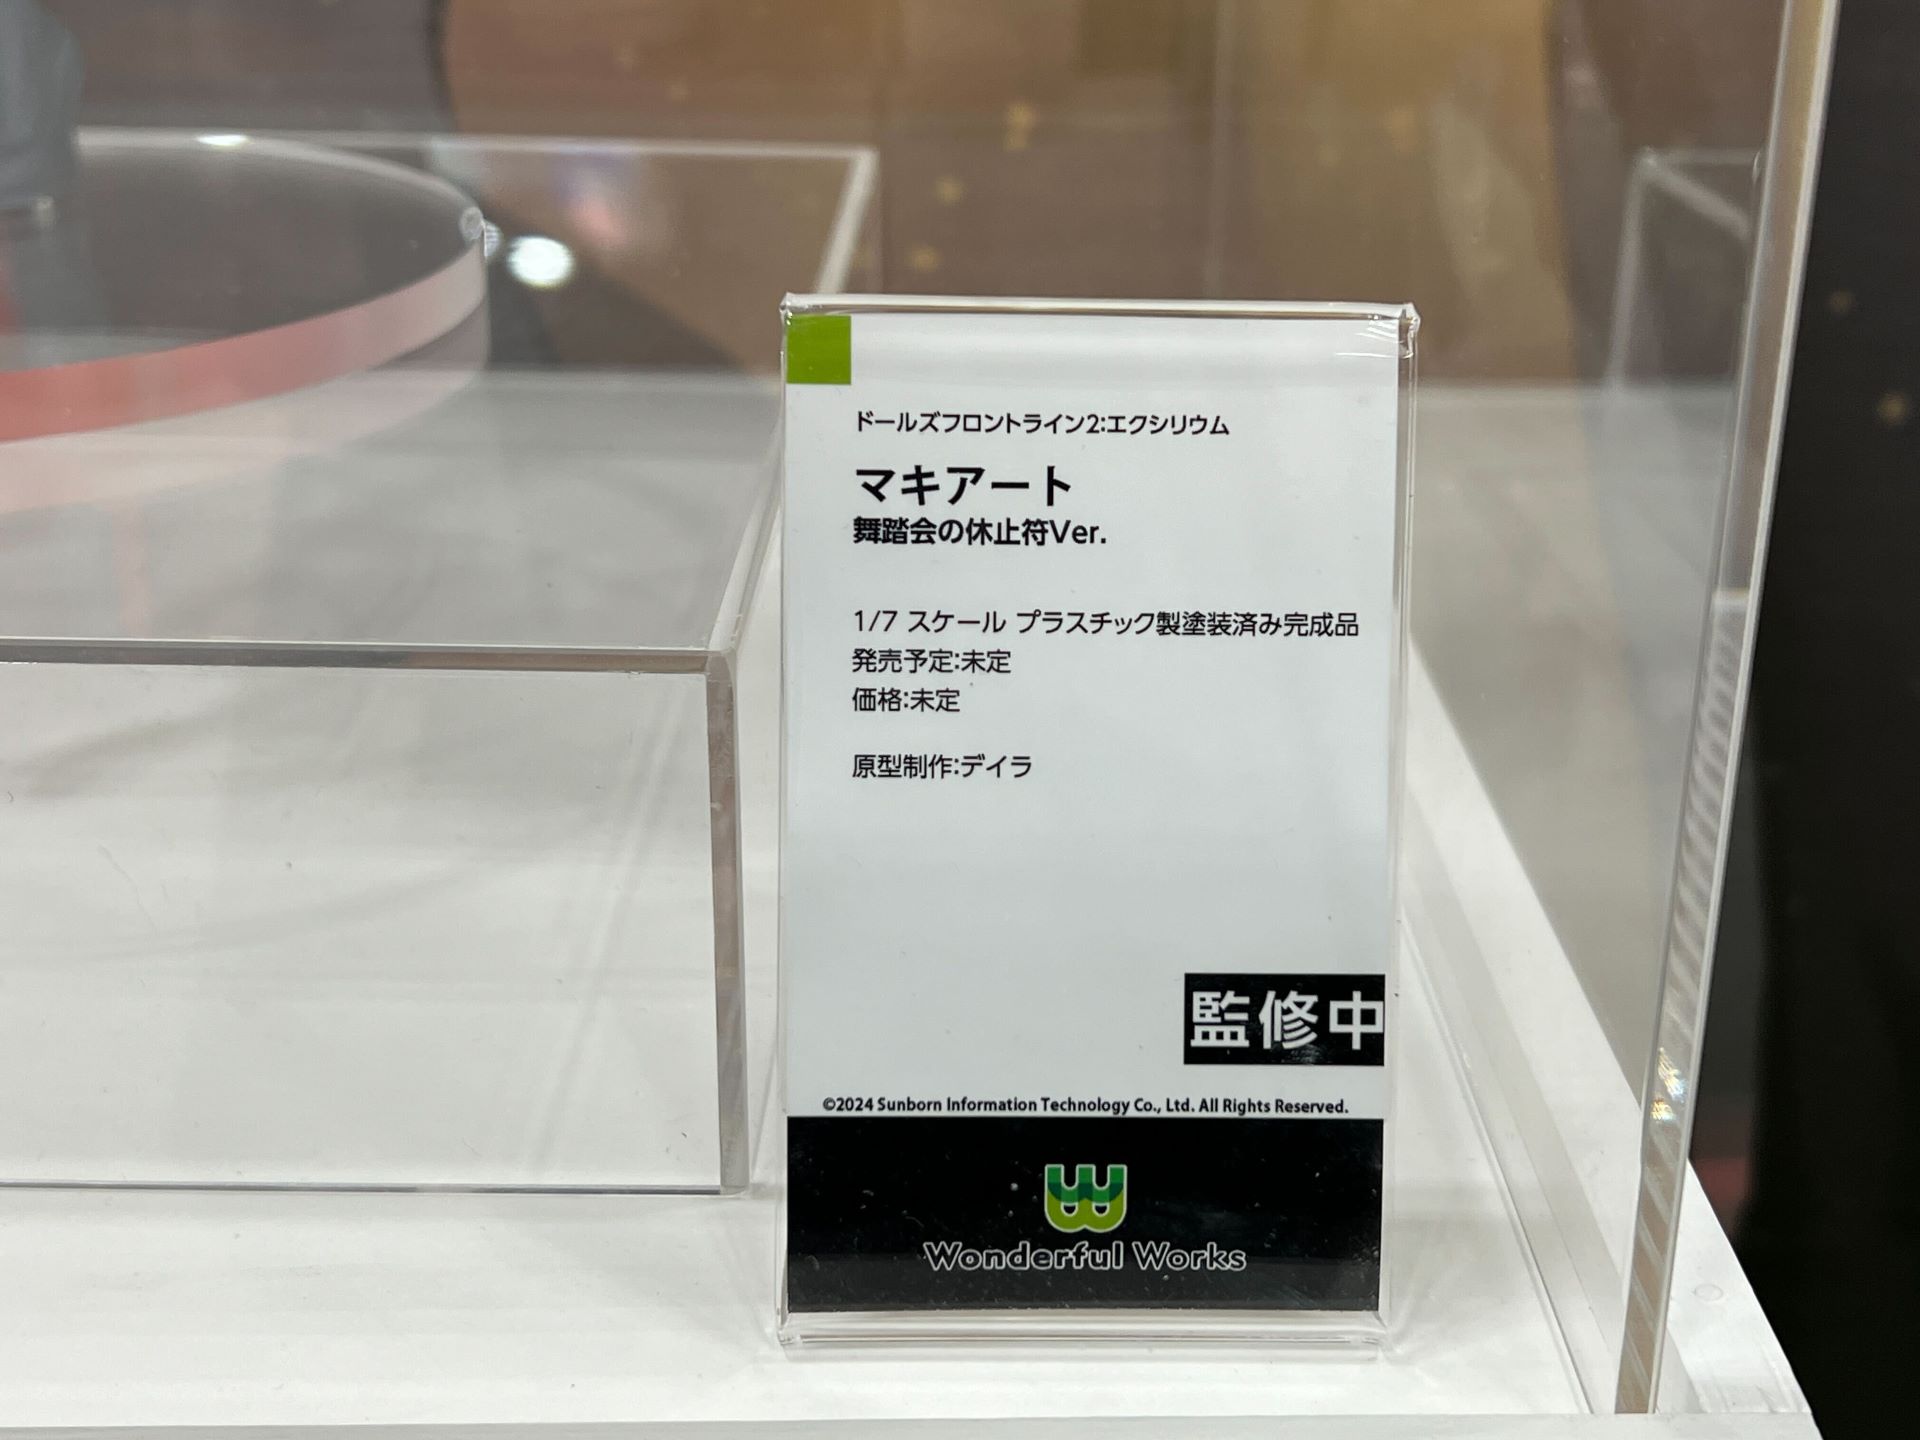 ドールズフロントライン2:エクシリウム
マキアート
舞踏会の休止符Ver.
1/7 スケール プラスチック製塗装済み完成品
発売予定:未定
価格:未定
原型制作:デイラ
監修中
©2024 Sunborn Information Technology Co., Ltd. All Rights Reserved.
Wonderful Works